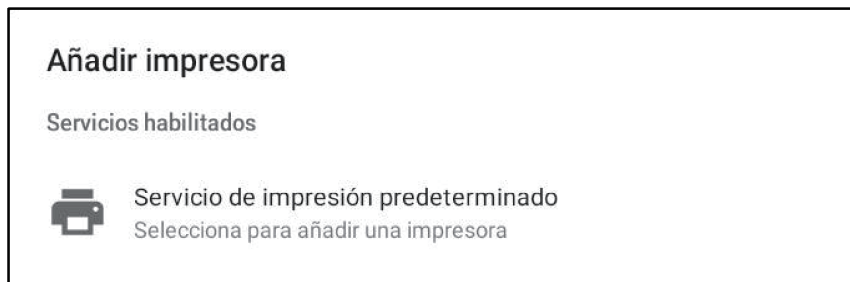 Añadir impresora
Servicios habilitados
Servicio de impresión predeterminado
Selecciona para añadir una impresora